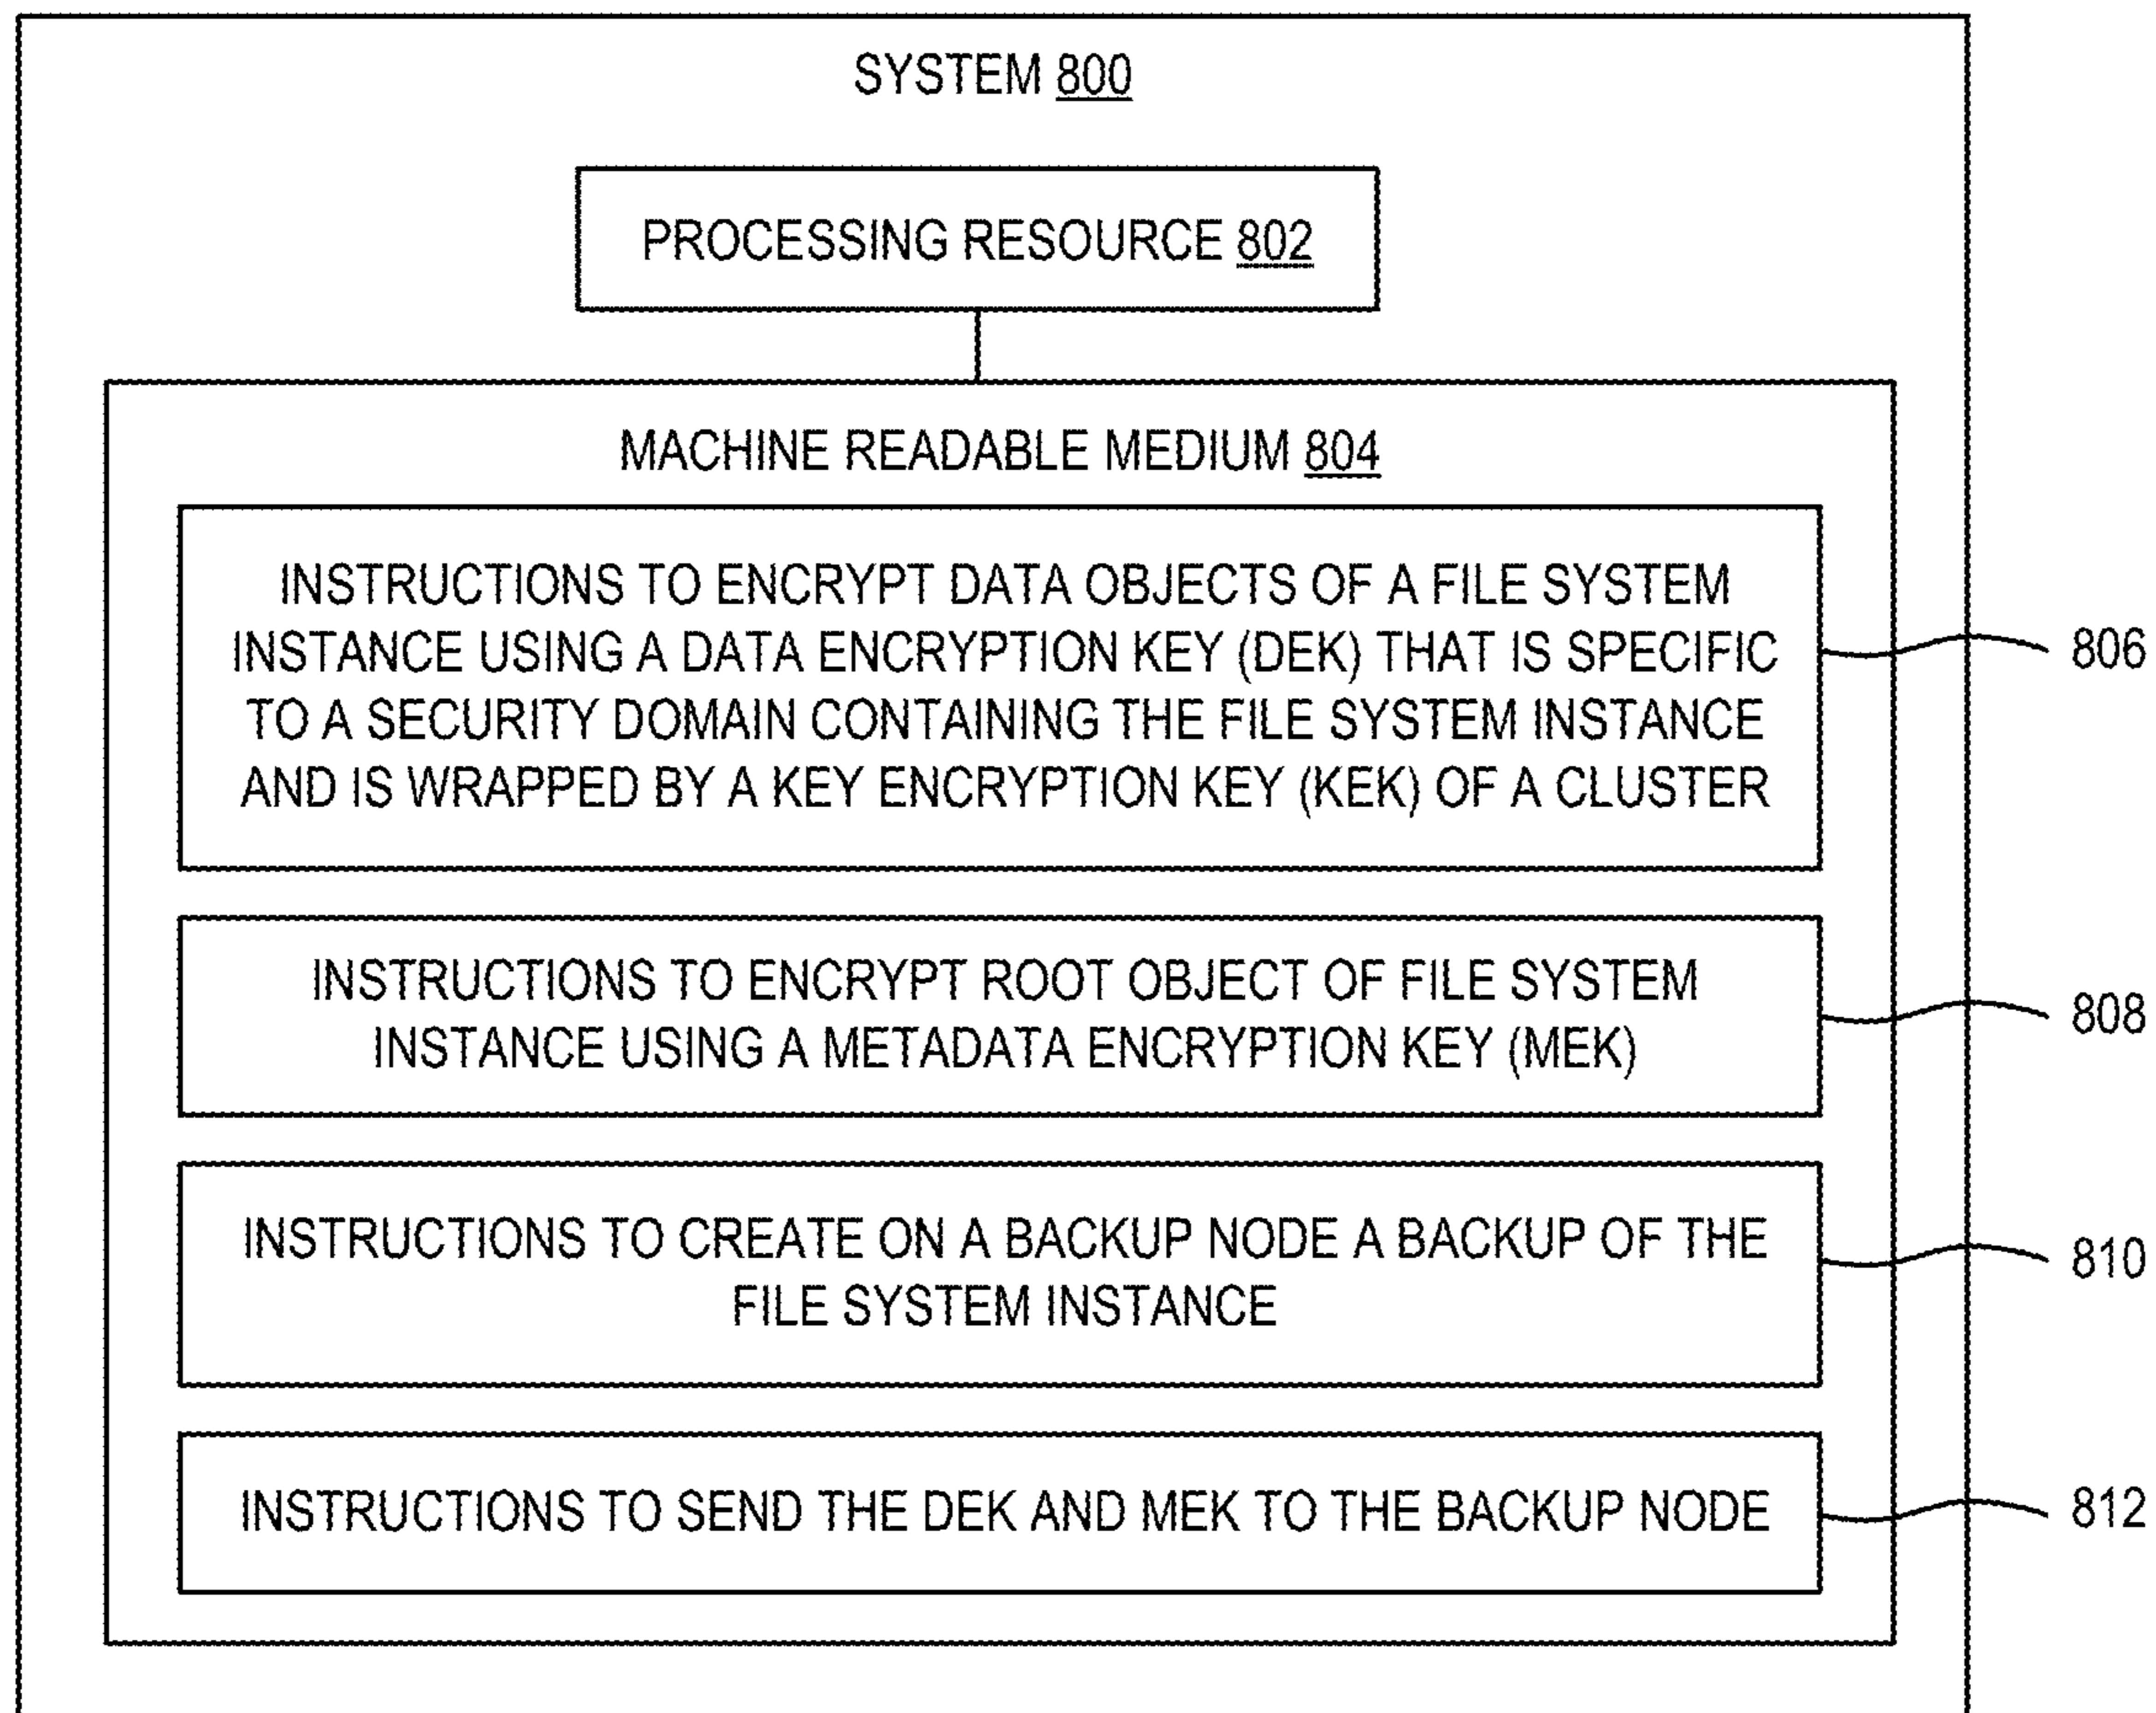 SYSTEM 800
PROCESSING RESOURCE 802
MACHINE READABLE MEDIUM 804
INSTRUCTIONS TO ENCRYPT DATA OBJECTS OF A FILE SYSTEM
INSTANCE USING A DATA ENCRYPTION KEY (DEK) THAT IS SPECIFIC
TO A SECURITY DOMAIN CONTAINING THE FILE SYSTEM INSTANCE
AND IS WRAPPED BY A KEY ENCRYPTION KEY (KEK) OF A CLUSTER
806
INSTRUCTIONS TO ENCRYPT ROOT OBJECT OF FILE SYSTEM
INSTANCE USING A METADATA ENCRYPTION KEY (MEK)
808
INSTRUCTIONS TO CREATE ON A BACKUP NODE A BACKUP OF THE
FILE SYSTEM INSTANCE
810
INSTRUCTIONS TO SEND THE DEK AND MEK TO THE BACKUP NODE
812